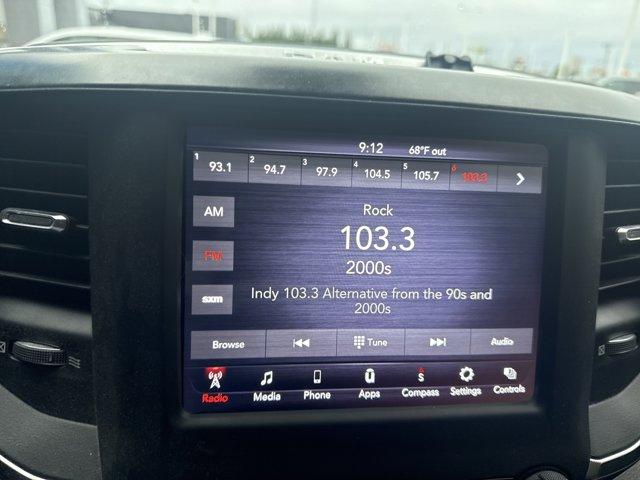 9:12 68°F out
1 93.1 2 94.7 3 97.9 4 104.5 5 105.7 6 103.3
AM
Rock
FM
103.3
2000s
sxm
Indy 103.3 Alternative from the 90s and
2000s
Browse Tune Audio
S
Radio Media Phone Apps Compass Settings Controls